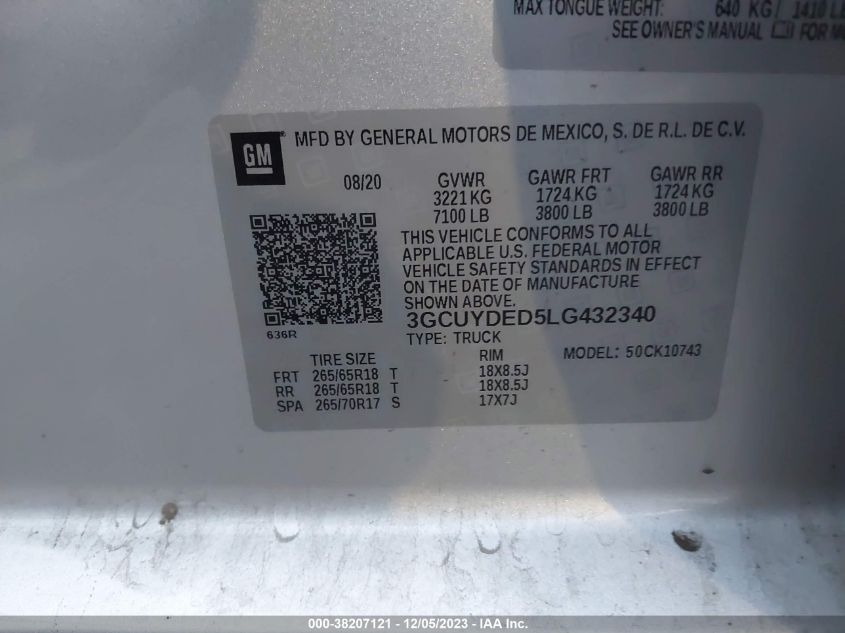 MAX TONGUE WEIGHT: 640 KG/ 1410 L
SEE OWNER'S MANUAL FOR
GM
MFD BY GENERAL MOTORS DE MEXICO, S. DE R.L. DE C.V.
08/20 GVWR GAWR FRT GAWR RR
3221 KG 1724 KG 1724 KG
7100 LB 3800 LB 3800 LB
THIS VEHICLE CONFORMS TO ALL
APPLICABLE U.S. FEDERAL MOTOR
VEHICLE SAFETY STANDARDS IN EFFECT
ON THE DATE OF MANUFACTURE
SHOWN ABOVE.
3GCUYDED5LG432340
636R
TYPE: TRUCK MODEL: 50CK10743
TIRE SIZE RIM
FRT 265/65R18 T 18X8.5J
RR 265/65R18 T 18X8.5J
SPA 265/70R17 S 17X7J
000-38207121 - 12/05/2023 - IAAI Inc.